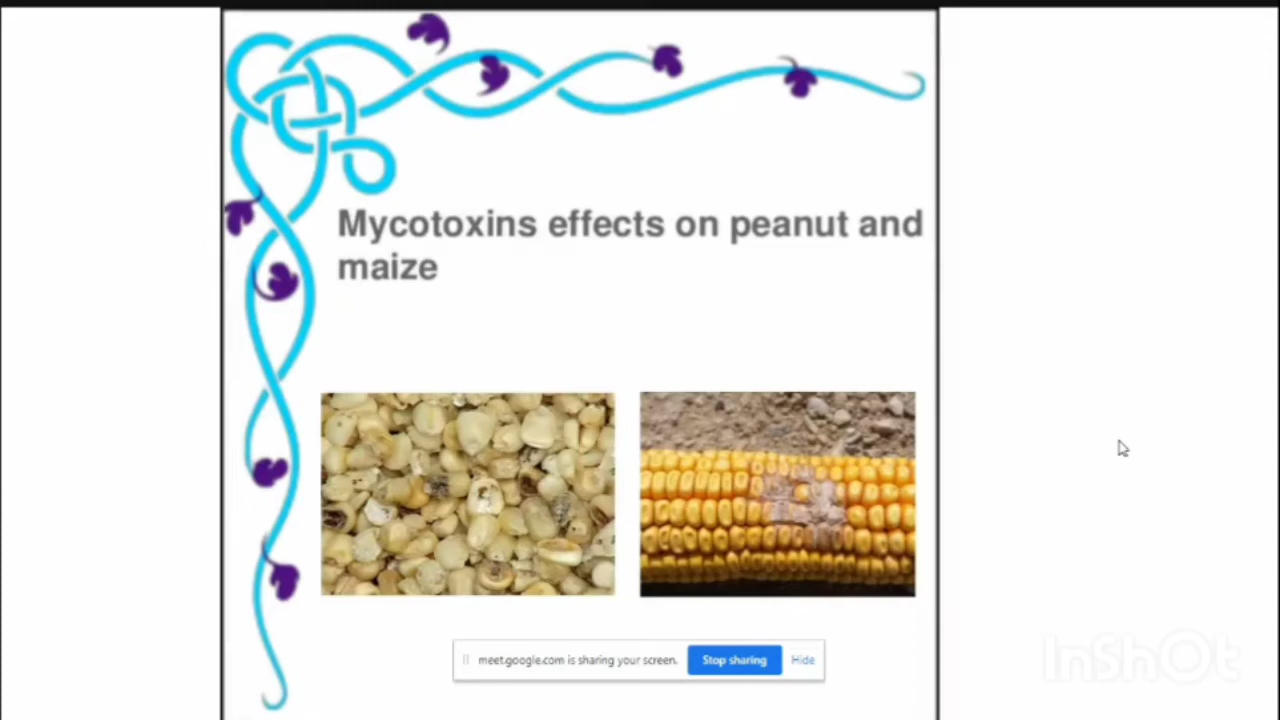 Mycotoxins effects on peanut and
maize
meet.google.com is sharing your screen.
Stop sharing
Hide
InShOt